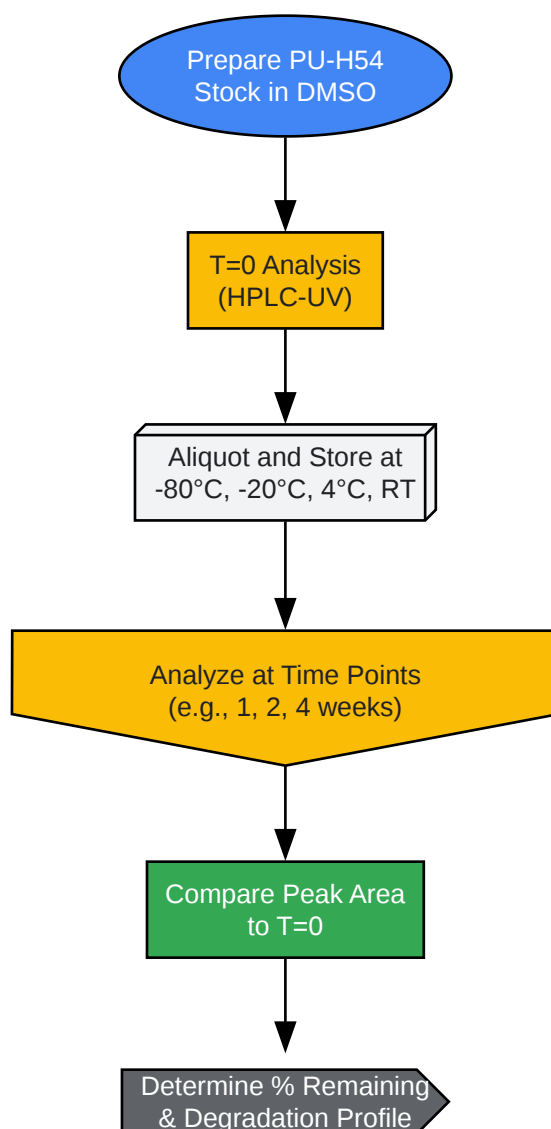 Prepare PU-H54
Stock in DMSO
T=0 Analysis
(HPLC-UV)
Aliquot and Store at
-80°C, -20°C, 4°C, RT
Analyze at Time Points
(e.g., 1, 2, 4 weeks)
Compare Peak Area
to T=0
Determine % Remaining
& Degradation Profile